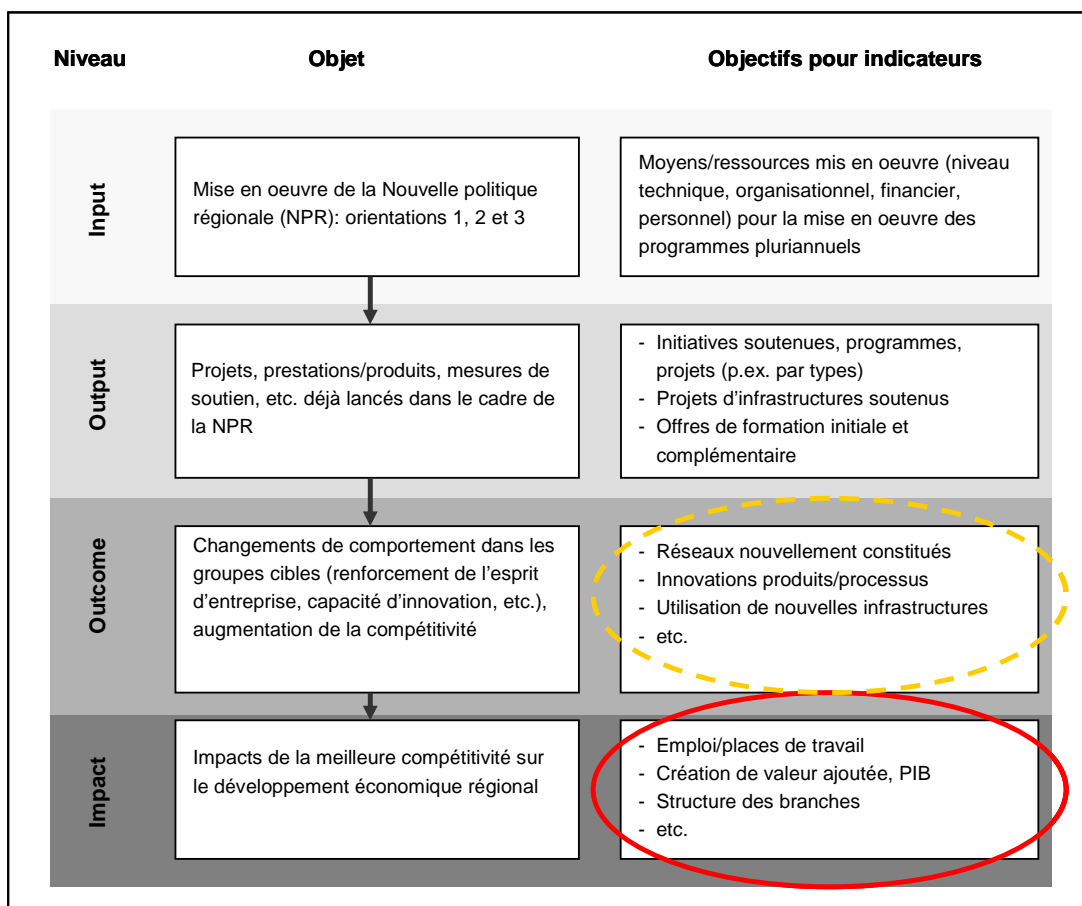 Niveau
Objet
Objectifs pour indicateurs
Input
Mise en oeuvre de la Nouvelle politique
régionale (NPR): orientations 1, 2 et 3
Moyens/ressources mis en oeuvre (niveau
technique, organisationnel, financier,
personnel) pour la mise en oeuvre des
programmes pluriannuels
Output
Projets, prestations/produits, mesures de
soutien, etc. déjà lancés dans le cadre de
la NPR
- Initiatives soutenues, programmes,
projets (p.ex. par types)
- Projets d'infrastructures soutenus
- Offres de formation initiale et
complémentaire
Outcome
Changements de comportement dans les
groupes cibles (renforcement de l'esprit
d'entreprise, capacité d'innovation, etc.),
augmentation de la compétitivité
- Réseaux nouvellement constitués
- Innovations produits/processus
- Utilisation de nouvelles infrastructures
- etc.
Impact
Impacts de la meilleure compétitivité sur
le développement économique régional
- Emploi/places de travail
- Création de valeur ajoutée, PIB
- Structure des branches
- etc.